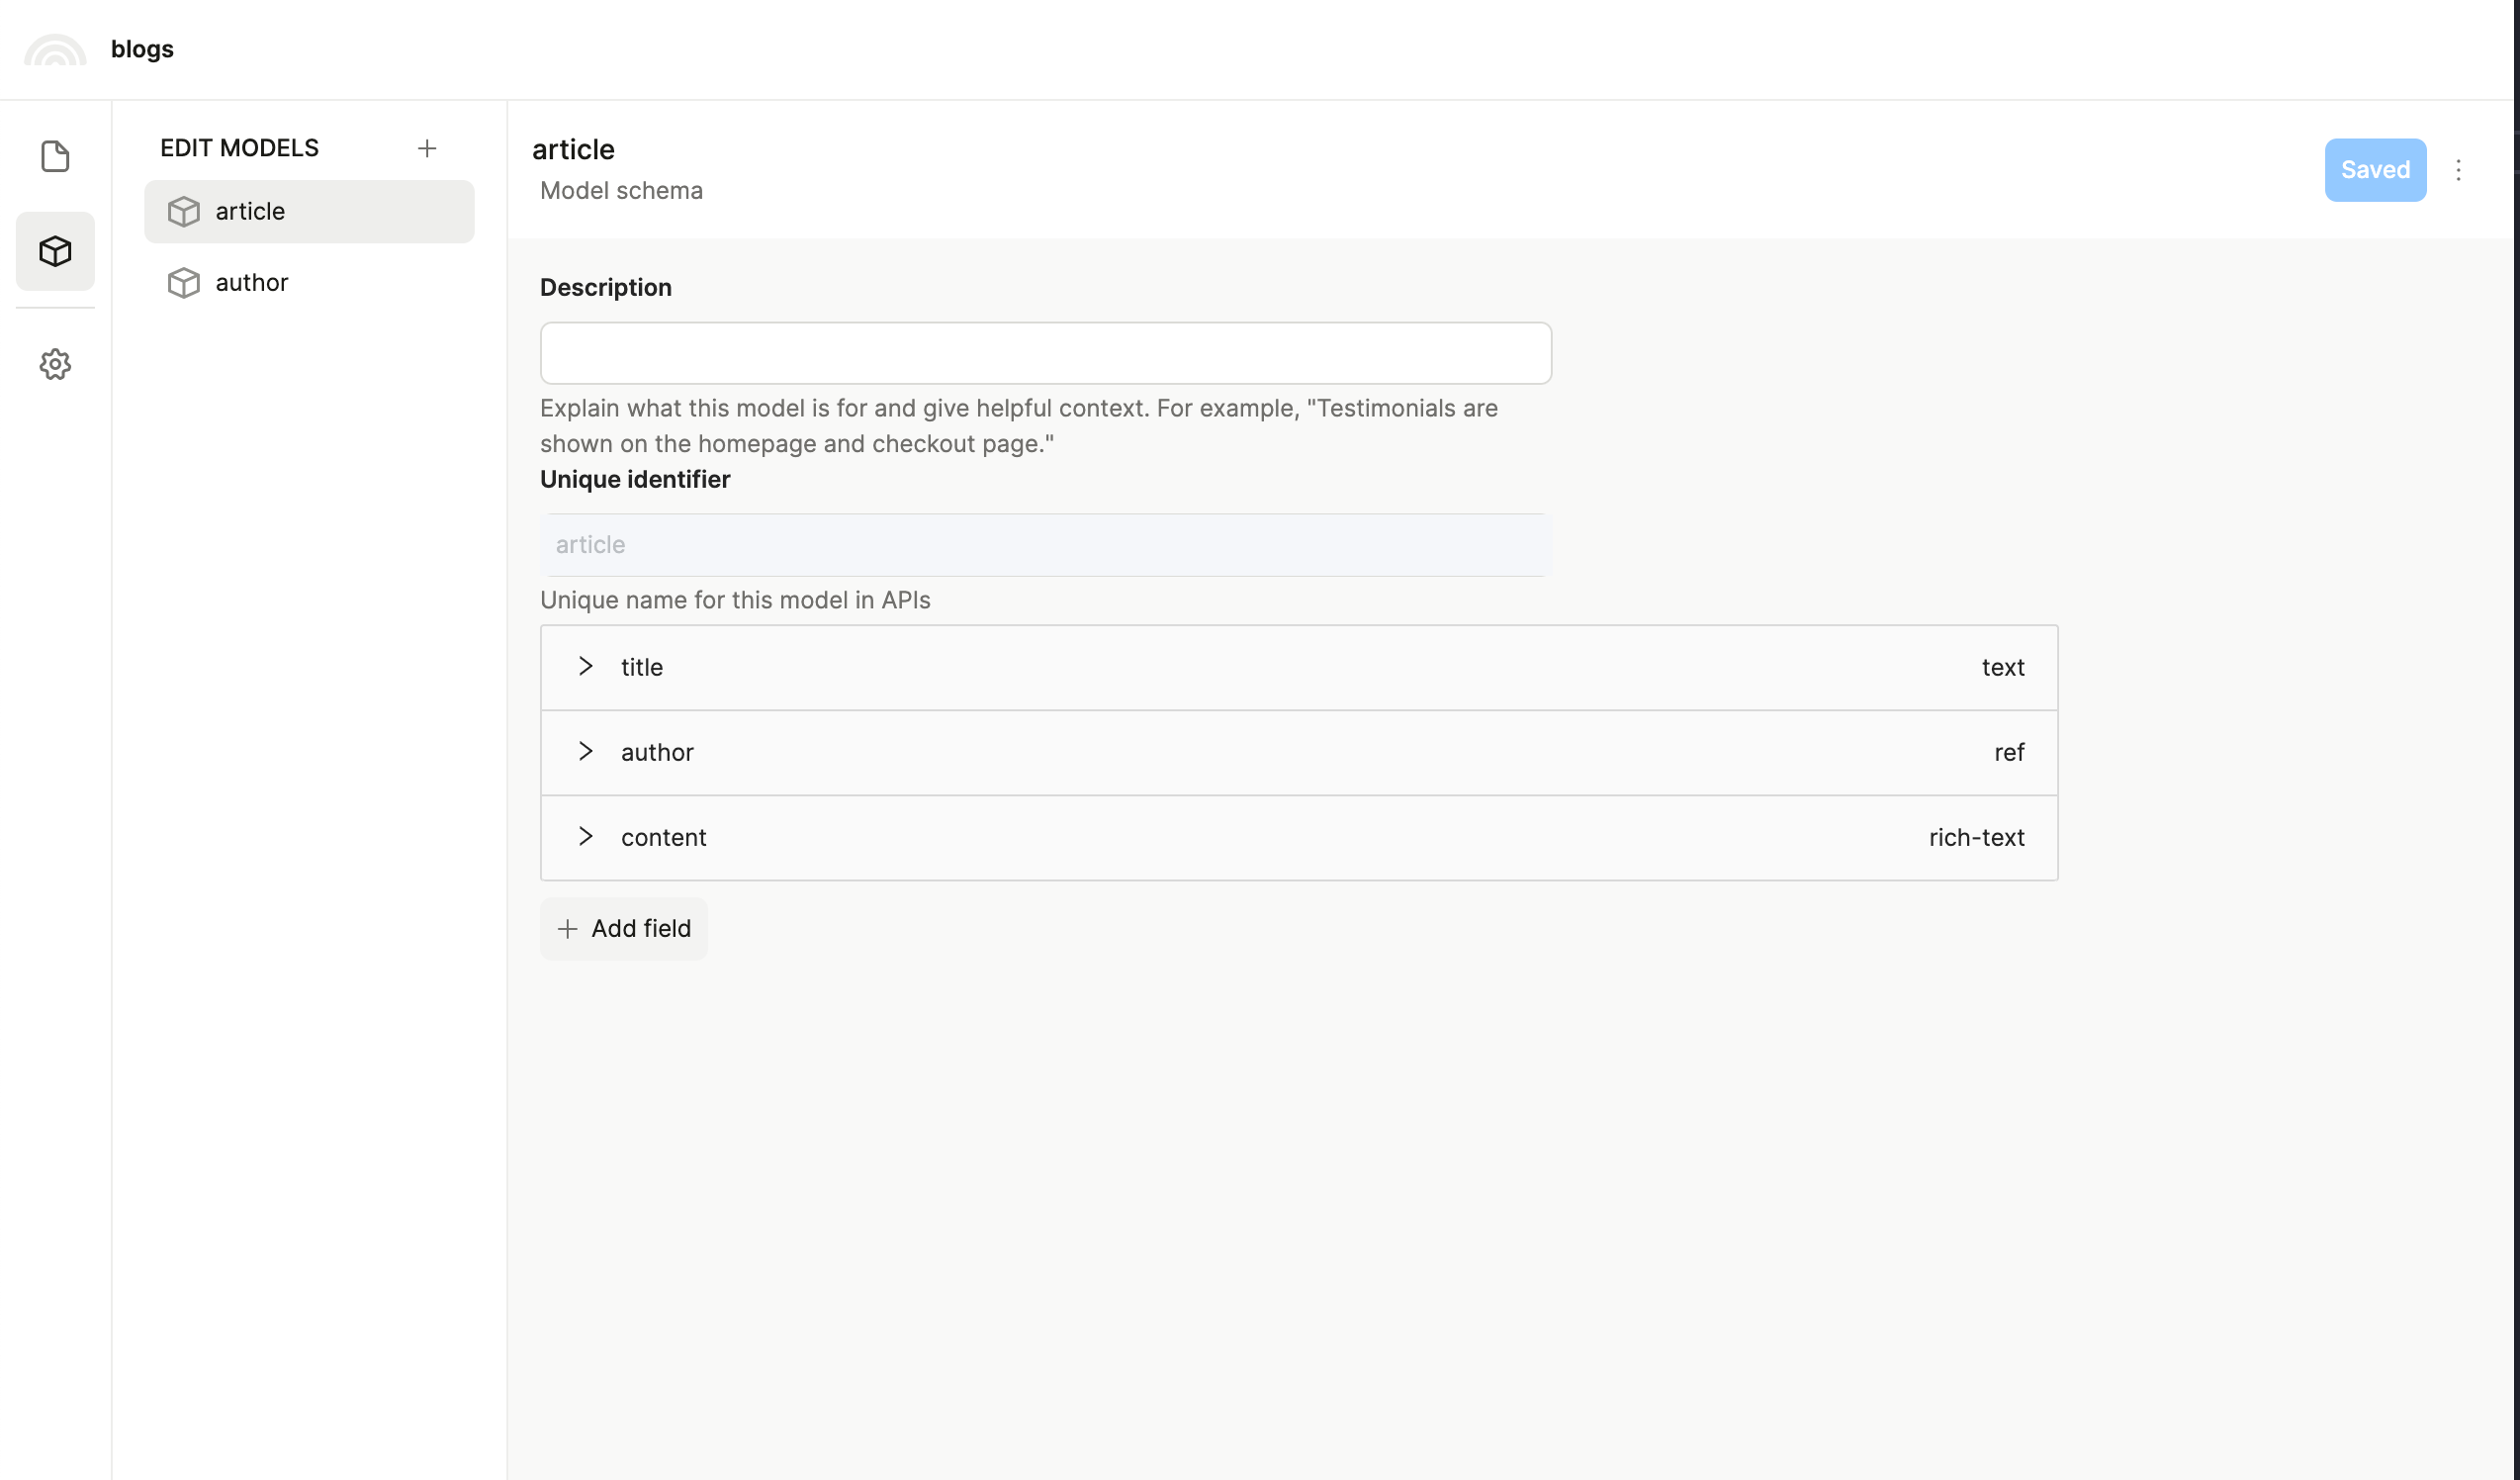 blogs
EDIT MODELS
article
author
article
Model schema
Saved
Description
Explain what this model is for and give helpful context. For example, "Testimonials are
shown on the homepage and checkout page."
Unique identifier
article
Unique name for this model in APIs
title text
author ref
content rich-text
Add field